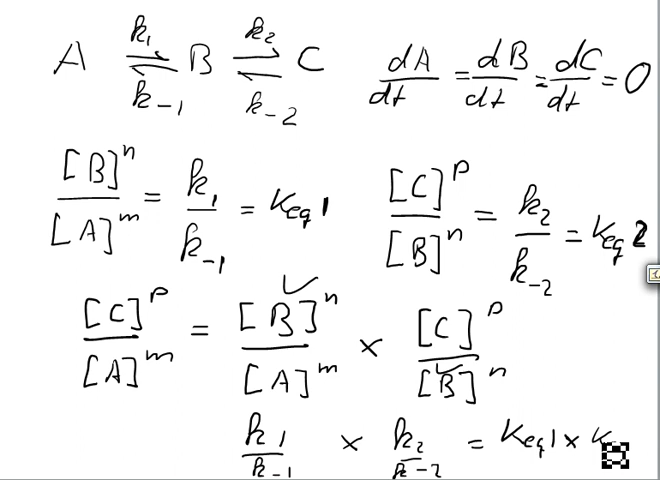 A k₁ ⇌ k₋₁ B k₂ ⇌ k₋₂ C dA/dt = dB/dt = dC/dt = 0
[B]ⁿ/[A]ᵐ = k₁/k₋₁ = Keq1 [C]ᵖ/[B]ⁿ = k₂/k₋₂ = Keq2
[C]ᵖ/[A]ᵐ = [B]ⁿ/[A]ᵐ × [C]ᵖ/[B]ⁿ
k1/k-1 × k2/k-2 = Keq1 × K